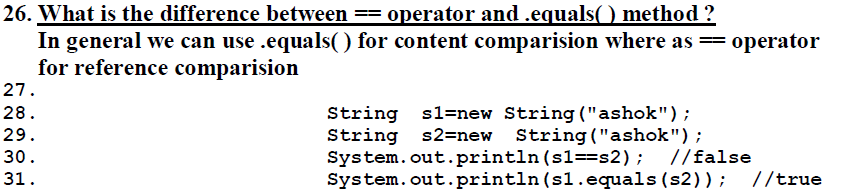 26. What is the difference between == operator and .equals( ) method ?
In general we can use .equals( ) for content comparision where as == operator
for reference comparision
27.
28. String s1=new String("ashok");
29. String s2=new String("ashok");
30. System.out.println(s1==s2); //false
31. System.out.println(s1.equals(s2)); //true